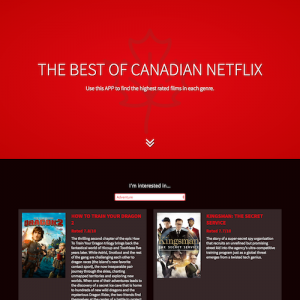 THE BEST OF CANADIAN NETFLIX
Use this APP to find the highest rated films in each genre.
I'm interested in...
Adventure
HOW TO TRAIN YOUR DRAGON
2
The thrilling second chapter of the epic How
To Train Your Dragon trilogy brings back the
fantastical world of Hiccup and Toothless five
years later. While Astrid, Snotlout and the rest
of the gang are challenging each other to
dragon races (the island's new favorite
contact sport), the now inseparable pair
journey through the skies, charting
unmapped territories and exploring new
worlds. When one of their adventures leads to
the discovery of a secret ice cave that is home
to hundreds of new wild dragons and the
mysterious Dragon Rider, the two friends find
KINGSMAN: THE SECRET
SERVICE
The story of a super-secret spy organization
that recruits an unrefined but promising
street kid into the agency's ultra-competitive
training program just as a global threat
emerges from a twisted tech genius.
DRAGON 2
Kingsman
THE SECRET SERVICE